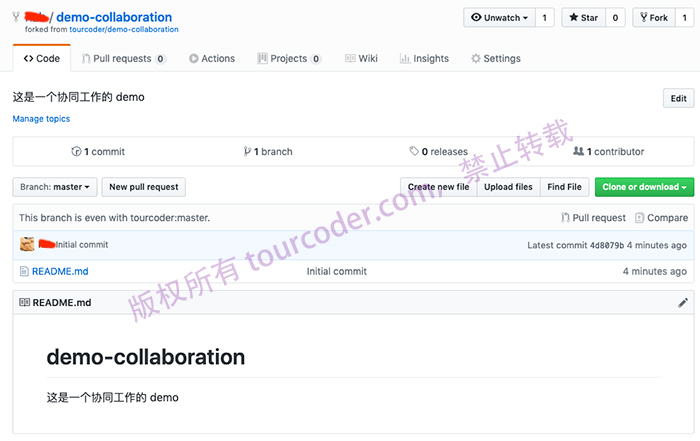 / demo-collaboration
Unwatch 1 Star 0 Fork 1
forked from tourcoder/demo-collaboration
Code Pull requests 0 Actions Projects 0 Wiki Insights Settings
这是一个协同工作的 demo
Edit
Manage topics
1 commit 1 branch 0 releases 1 contributor
Branch: master New pull request Create new file Upload files Find File Clone or download
This branch is even with tourcoder:master. Pull request Compare
Initial commit Latest commit 4d8079b 4 minutes ago
README.md Initial commit 4 minutes ago
README.md
demo-collaboration
这是一个协同工作的 demo
版权所有 tourcoder.com，禁止转载